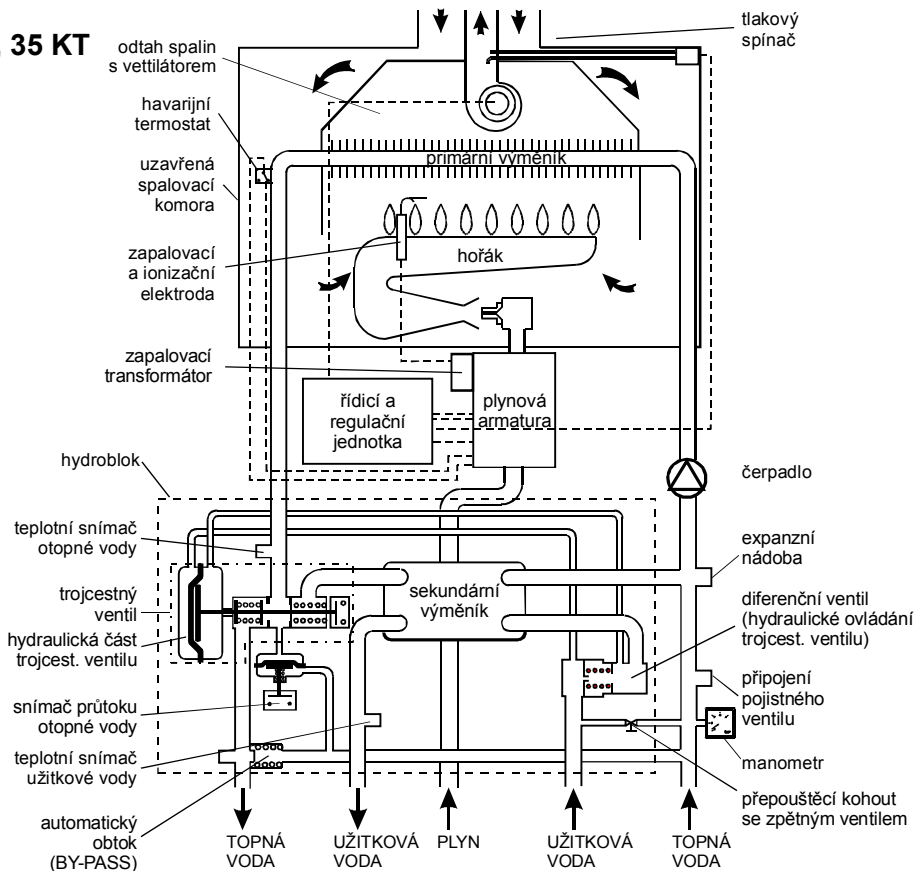 35 KT
odtah spalin
s vettilátorem
havarijní
termostat
uzavřená
spalovací
komora
zapalovací
a ionizační
elektroda
zapalovací
transformátor
hydroblok
teplotní snímač
otopné vody
trojcestný
ventil
hydraulická část
trojcest. ventilu
snímač průtoku
otopné vody
teplotní snímač
užitkové vody
automatický
obtok
(BY-PASS)
primární výměník
hořák
řídicí a
regulační
jednotka
plynová
armatura
sekundární
výměník
tlakový
spínač
čerpadlo
expanzní
nádoba
diferenční ventil
(hydraulické ovládání
trojcest. ventilu)
připojení
pojistného
ventilu
manometr
přepouštěcí kohout
se zpětným ventilem
TOPNÁ
VODA
UŽITKOVÁ
VODA
PLYN
UŽITKOVÁ
VODA
TOPNÁ
VODA